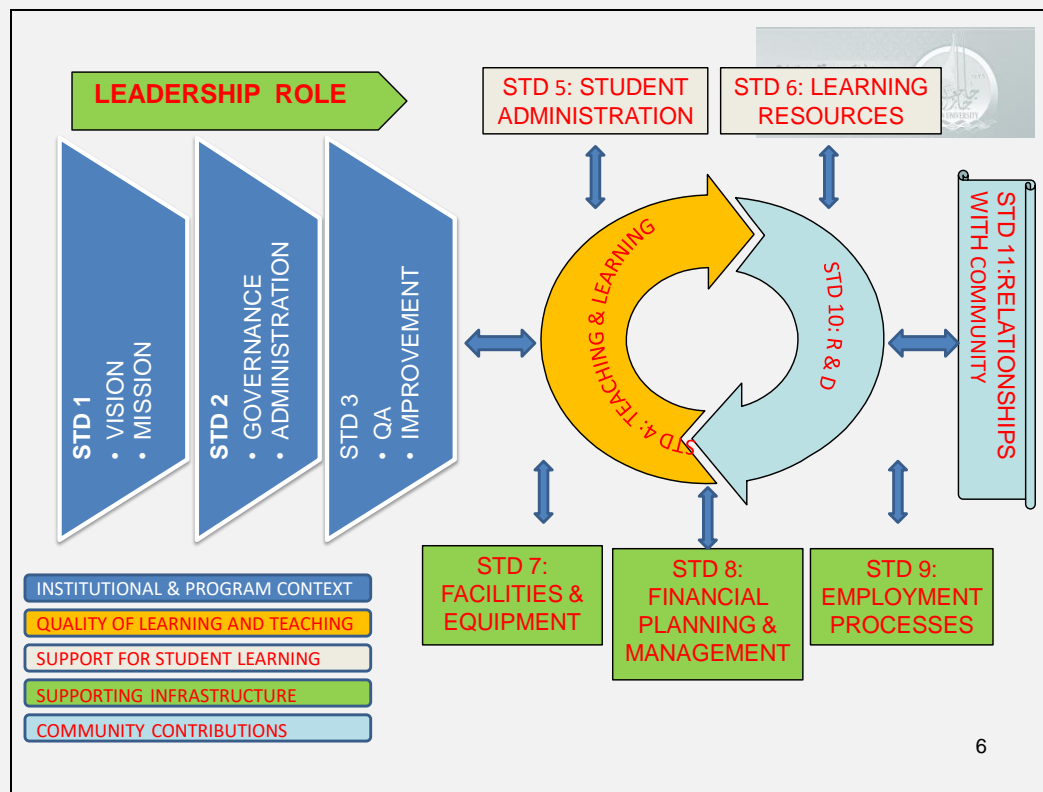 LEADERSHIP ROLE
STD 1
• VISION
• MISSION
STD 2
• GOVERNANCE
• ADMINISTRATION
STD 3
• QA
• IMPROVEMENT
STD 5: STUDENT
ADMINISTRATION
STD 6: LEARNING
RESOURCES
UNIVERSITY
STD 4: TEACHING & LEARNING
STD 10: R & D
STD 11:RELATIONSHIPS
WITH COMMUNITY
STD 7:
FACILITIES &
EQUIPMENT
STD 8:
FINANCIAL
PLANNING &
MANAGEMENT
STD 9:
EMPLOYMENT
PROCESSES
INSTITUTIONAL & PROGRAM CONTEXT
QUALITY OF LEARNING AND TEACHING
SUPPORT FOR STUDENT LEARNING
SUPPORTING INFRASTRUCTURE
COMMUNITY CONTRIBUTIONS
6